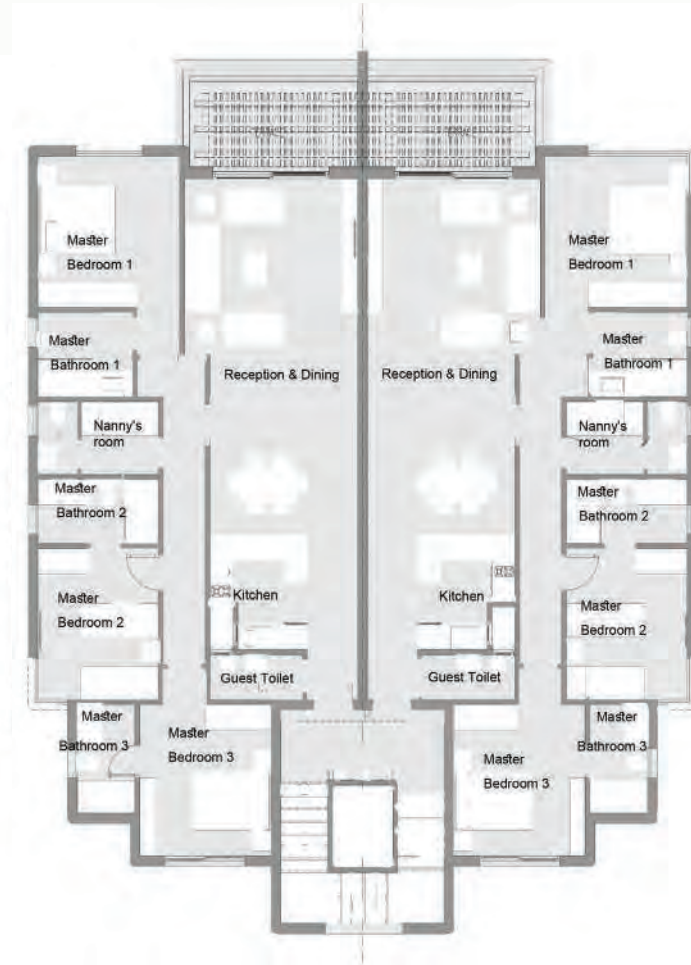 Master
Bedroom 1
Master
Bedroom 1
Master
Bathroom 1
Master
Bathroom 1
Reception & Dining
Reception & Dining
Nanny's
room
Nanny's
room
Master
Bathroom 2
Master
Bathroom 2
Kitchen
Kitchen
Master
Bedroom 2
Master
Bedroom 2
Guest Toilet
Guest Toilet
Master
Bathroom 3
Master
Bedroom 3
Master
Bedroom 3
Master
Bathroom 3